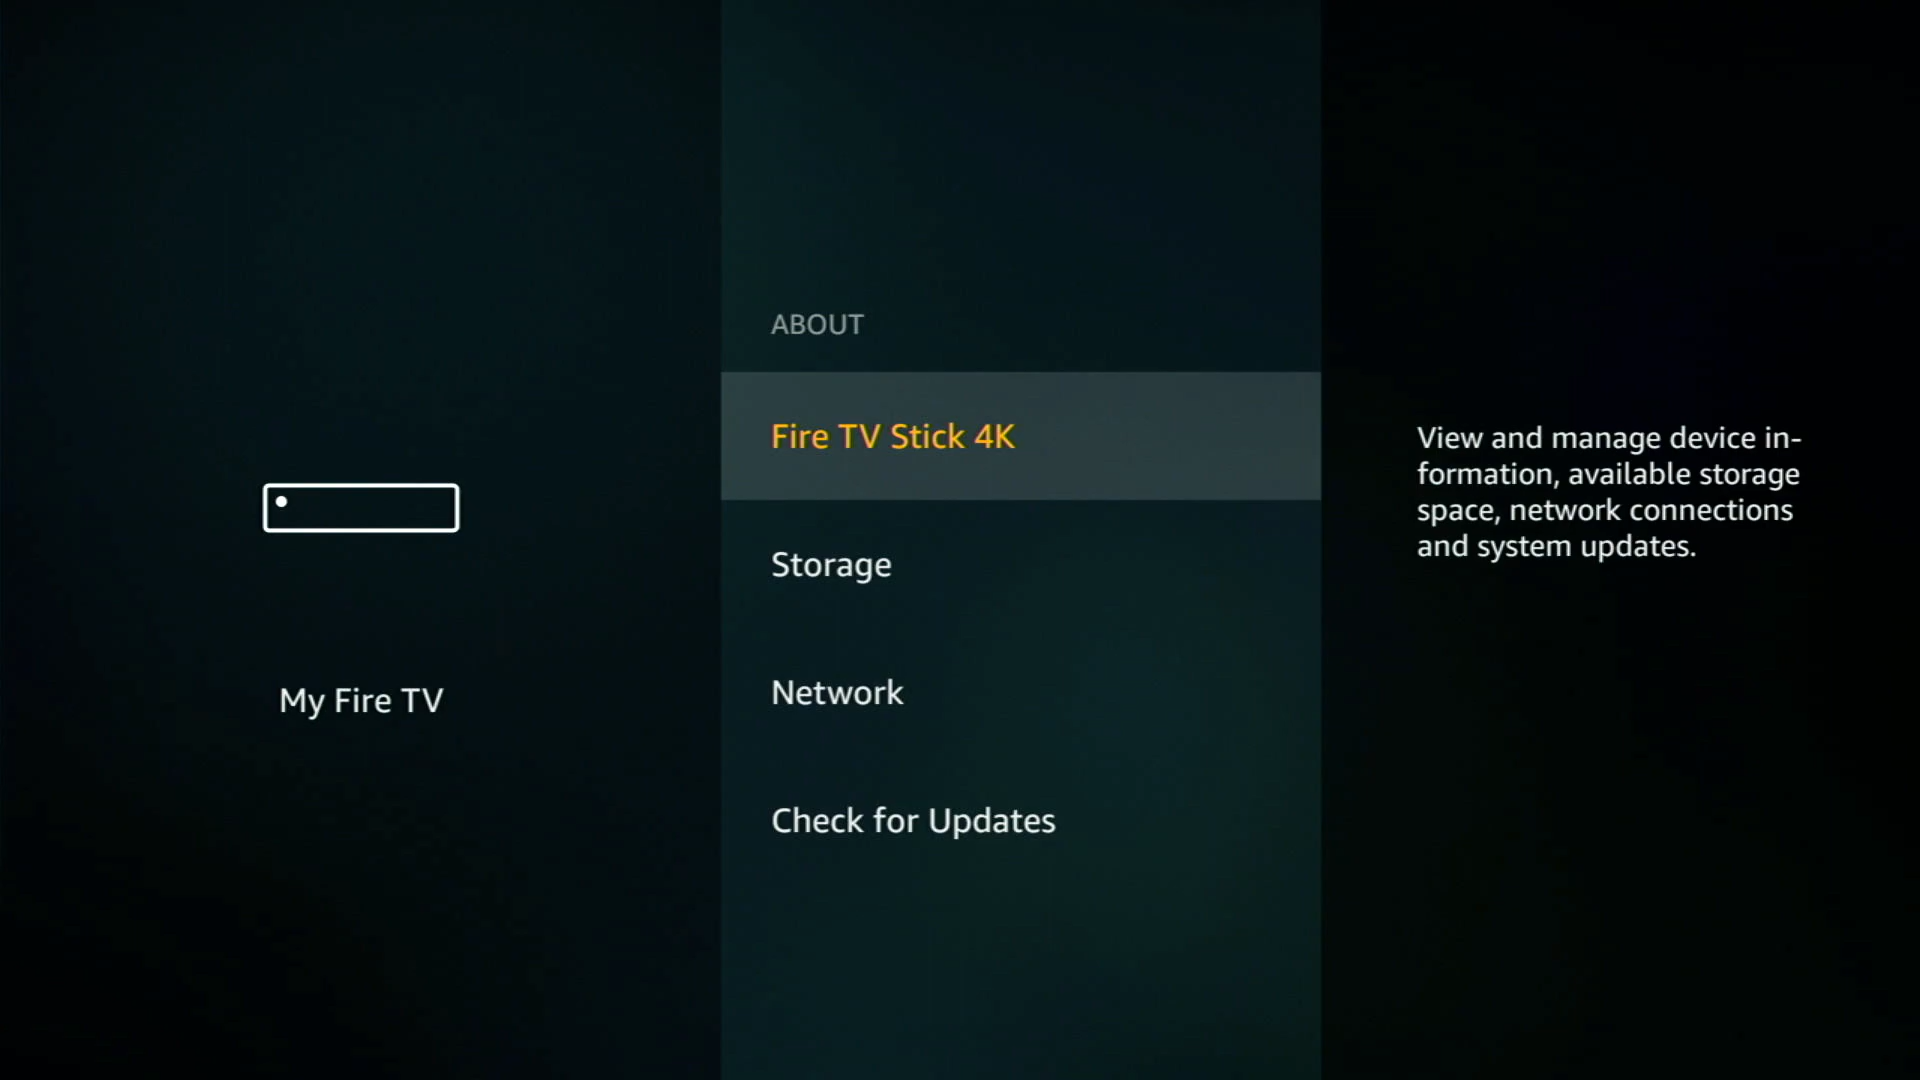 ABOUT
Fire TV Stick 4K
Storage
Network
Check for Updates
My Fire TV
View and manage device in-
formation, available storage
space, network connections
and system updates.